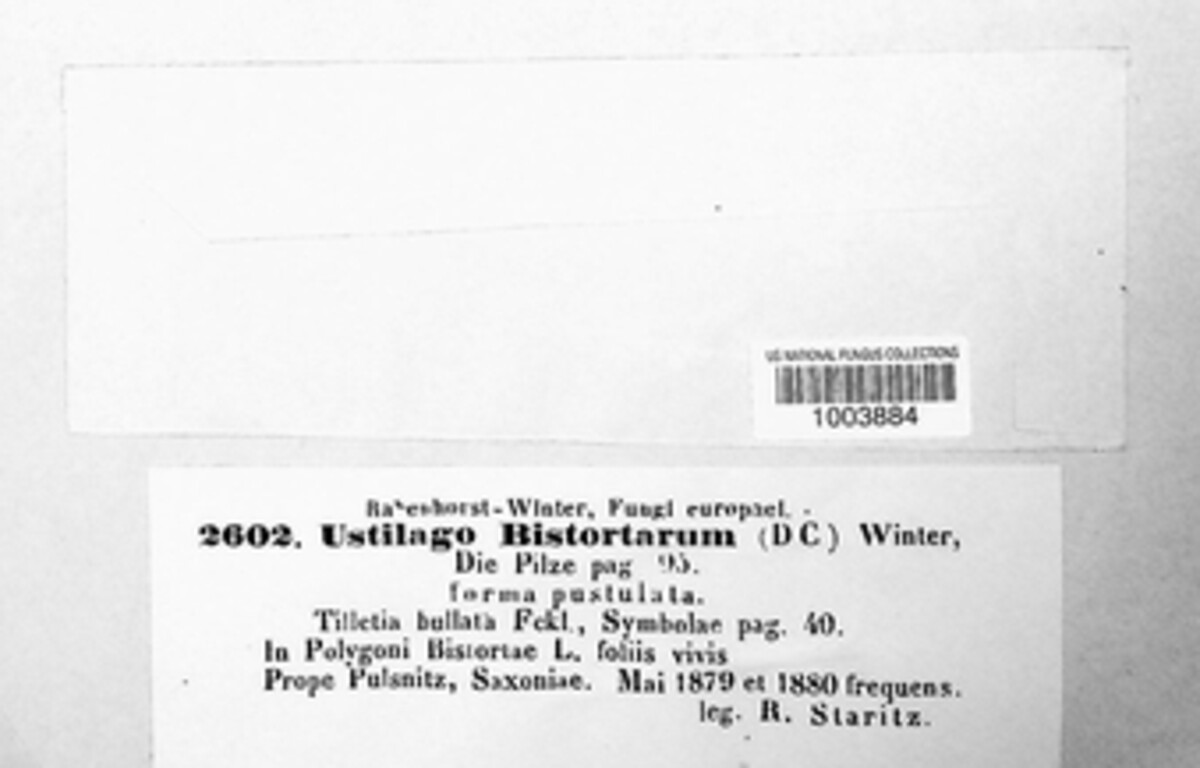 US NATIONAL FUNGUS COLLECTIONS
1003884
Rabenhorst-Winter, Fungi europaei. -
2602. Ustilago Bistortarum (DC) Winter,
Die Pilze pag 95.
forma pustulata.
Tilletia bullata Fckl., Symbolae pag. 40.
In Polygoni Bistortae L. foliis vivis
Prope Pulsnitz, Saxoniae. Mai 1879 et 1880 frequens.
leg. R. Staritz.